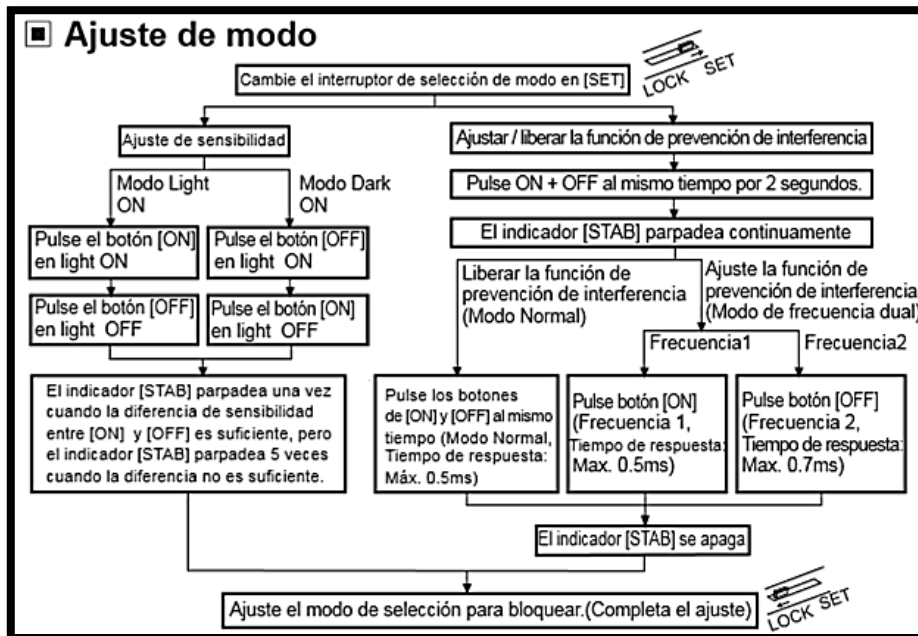 Ajuste de modo
Cambie el interruptor de selección de modo en [SET]
LOCK SET
Ajuste de sensibilidad
Modo Light
ON
Modo Dark
ON
Pulse el botón [ON]
en light ON
Pulse el botón [OFF]
en light ON
Pulse el botón [OFF]
en light OFF
Pulse el botón [ON]
en light OFF
El indicador [STAB] parpadea una vez
cuando la diferencia de sensibilidad
entre [ON] y [OFF] es suficiente, pero
el indicador [STAB] parpadea 5 veces
cuando la diferencia no es suficiente.
Ajustar / liberar la función de prevención de interferencia
Pulse ON + OFF al mismo tiempo por 2 segundos.
El indicador [STAB] parpadea continuamente
Liberar la función de
prevención de interferencia
(Modo Normal)
Ajuste la función de
prevención de interferencia
(Modo de frecuencia dual)
Frecuencia1
Frecuencia2
Pulse los botones
de [ON] y [OFF] al mismo
tiempo (Modo Normal,
Tiempo de respuesta:
Máx. 0.5ms)
Pulse botón [ON]
(Frecuencia 1,
Tiempo de respuesta:
Max. 0.5ms)
Pulse botón [OFF]
(Frecuencia 2,
Tiempo de respuesta:
Max. 0.7ms)
El indicador [STAB] se apaga
Ajuste el modo de selección para bloquear.(Completa el ajuste)
LOCK SET